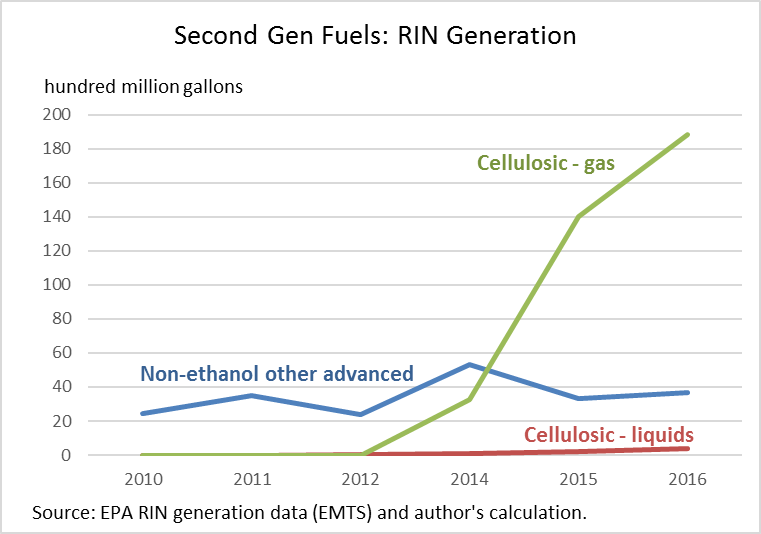 Second Gen Fuels: RIN Generation
hundred million gallons
200
180
160
140
120
100
80
60
40
20
0
Cellulosic - gas
Non-ethanol other advanced
Cellulosic - liquids
2010 2011 2012 2014 2015 2016
Source: EPA RIN generation data (EMTS) and author's calculation.